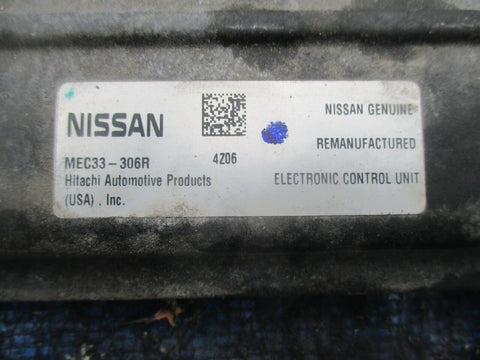 NISSAN
MEC33-306R
Hitachi Automotive Products
(USA), Inc.
4Z06
NISSAN GENUINE
REMANUFACTURED
ELECTRONIC CONTROL UNIT